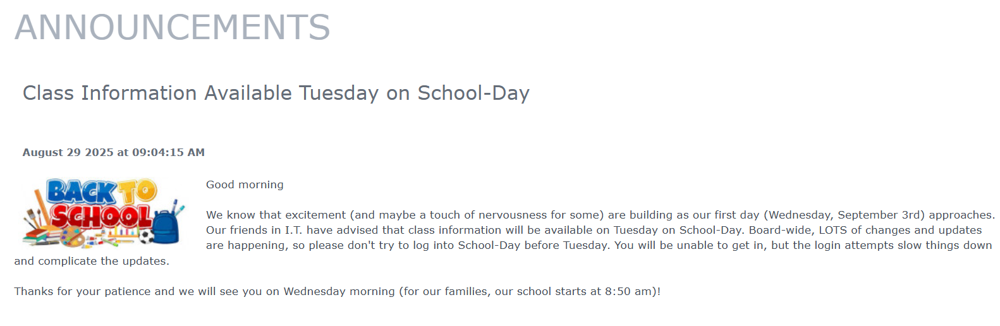 ANNOUNCEMENTS
Class Information Available Tuesday on School-Day
August 29 2025 at 09:04:15 AM
BACK TO
SCHOOL
Good morning
We know that excitement (and maybe a touch of nervousness for some) are building as our first day (Wednesday, September 3rd) approaches.
Our friends in I.T. have advised that class information will be available on Tuesday on School-Day. Board-wide, LOTS of changes and updates
are happening, so please don't try to log into School-Day before Tuesday. You will be unable to get in, but the login attempts slow things down
and complicate the updates.
Thanks for your patience and we will see you on Wednesday morning (for our families, our school starts at 8:50 am)!